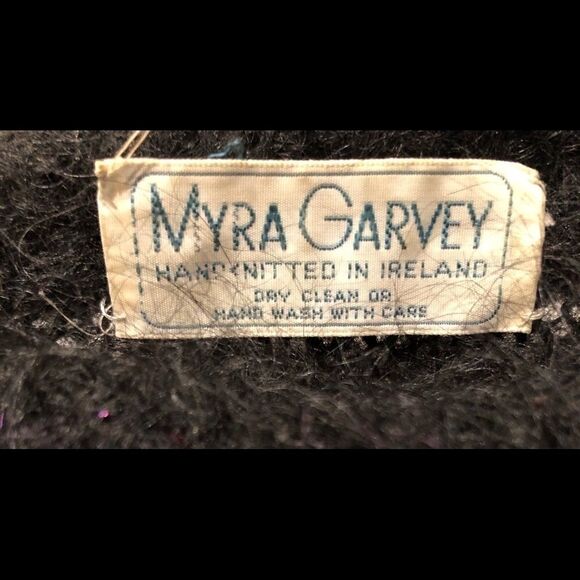 MYRA GARVEY
HANDKNITTED IN IRELAND
DRY CLEAN OR
HAND WASH WITH CARE